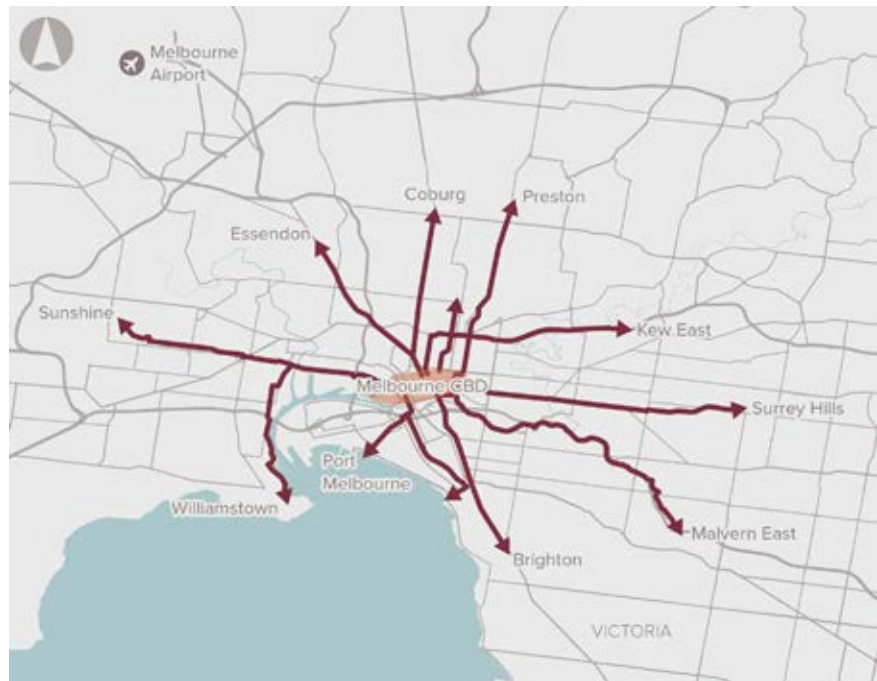 Melbourne
Airport
Coburg
Preston
Essendon
Sunshine
Kew East
Melbourne CBD
Surrey Hills
Port
Melbourne
Williamstown
Malvern East
Brighton
VICTORIA